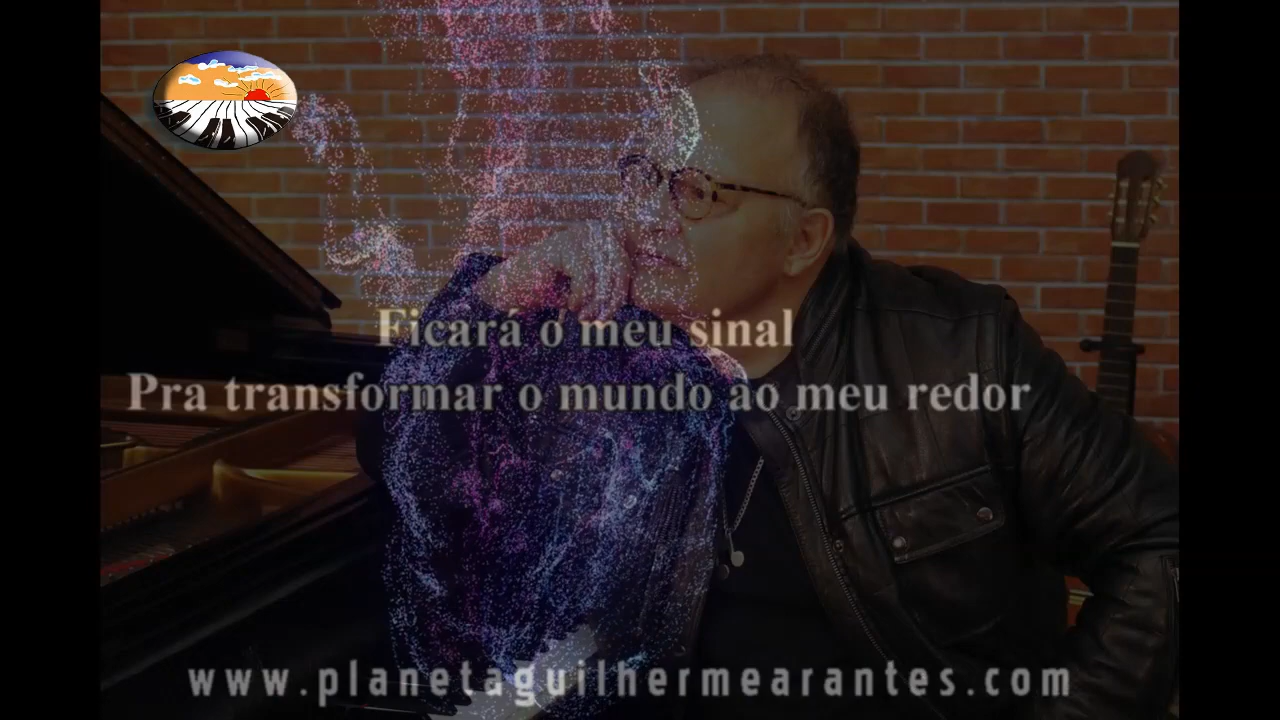 Ficará o meu sinal
Pra transformar o mundo ao meu redor
www.planetaguilhermearantes.com